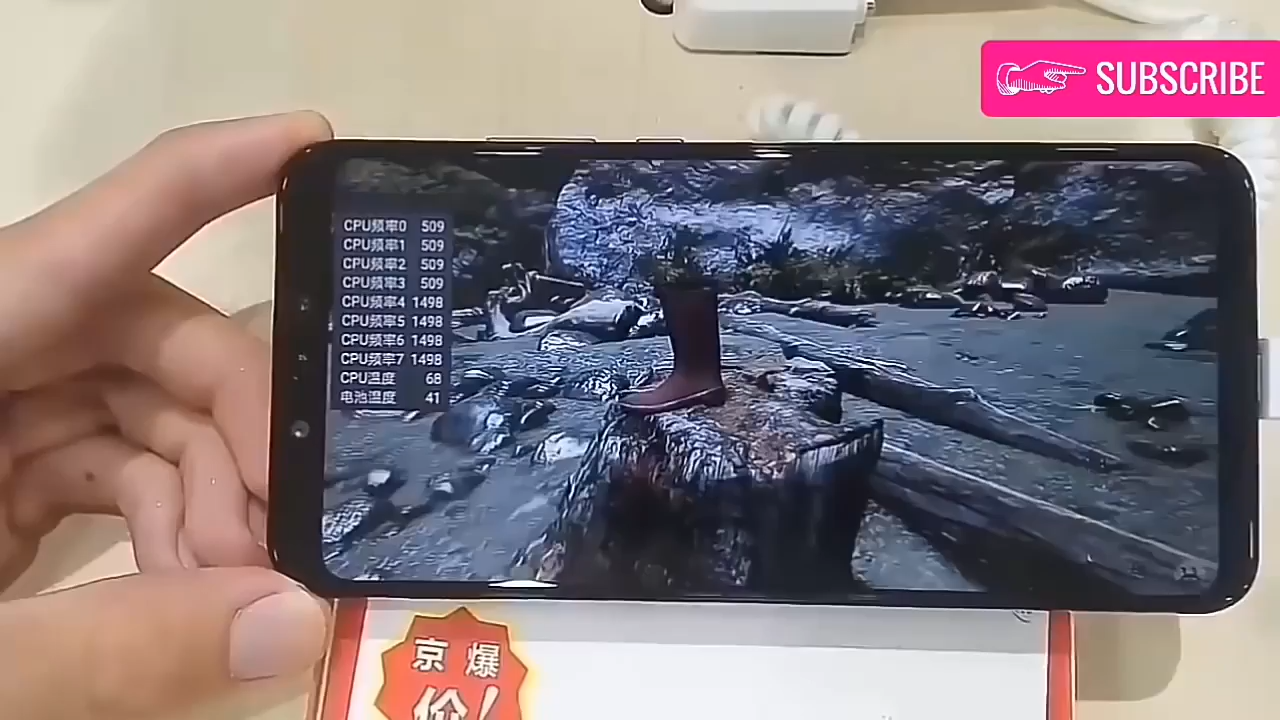 SUBSCRIBE
CPU频率0 509
CPU频率1 509
CPU频率2 509
CPU频率3 509
CPU频率4 1498
CPU频率5 1498
CPU频率6 1498
CPU频率7 1498
CPU温度 68
电池温度 41
京 爆
价!